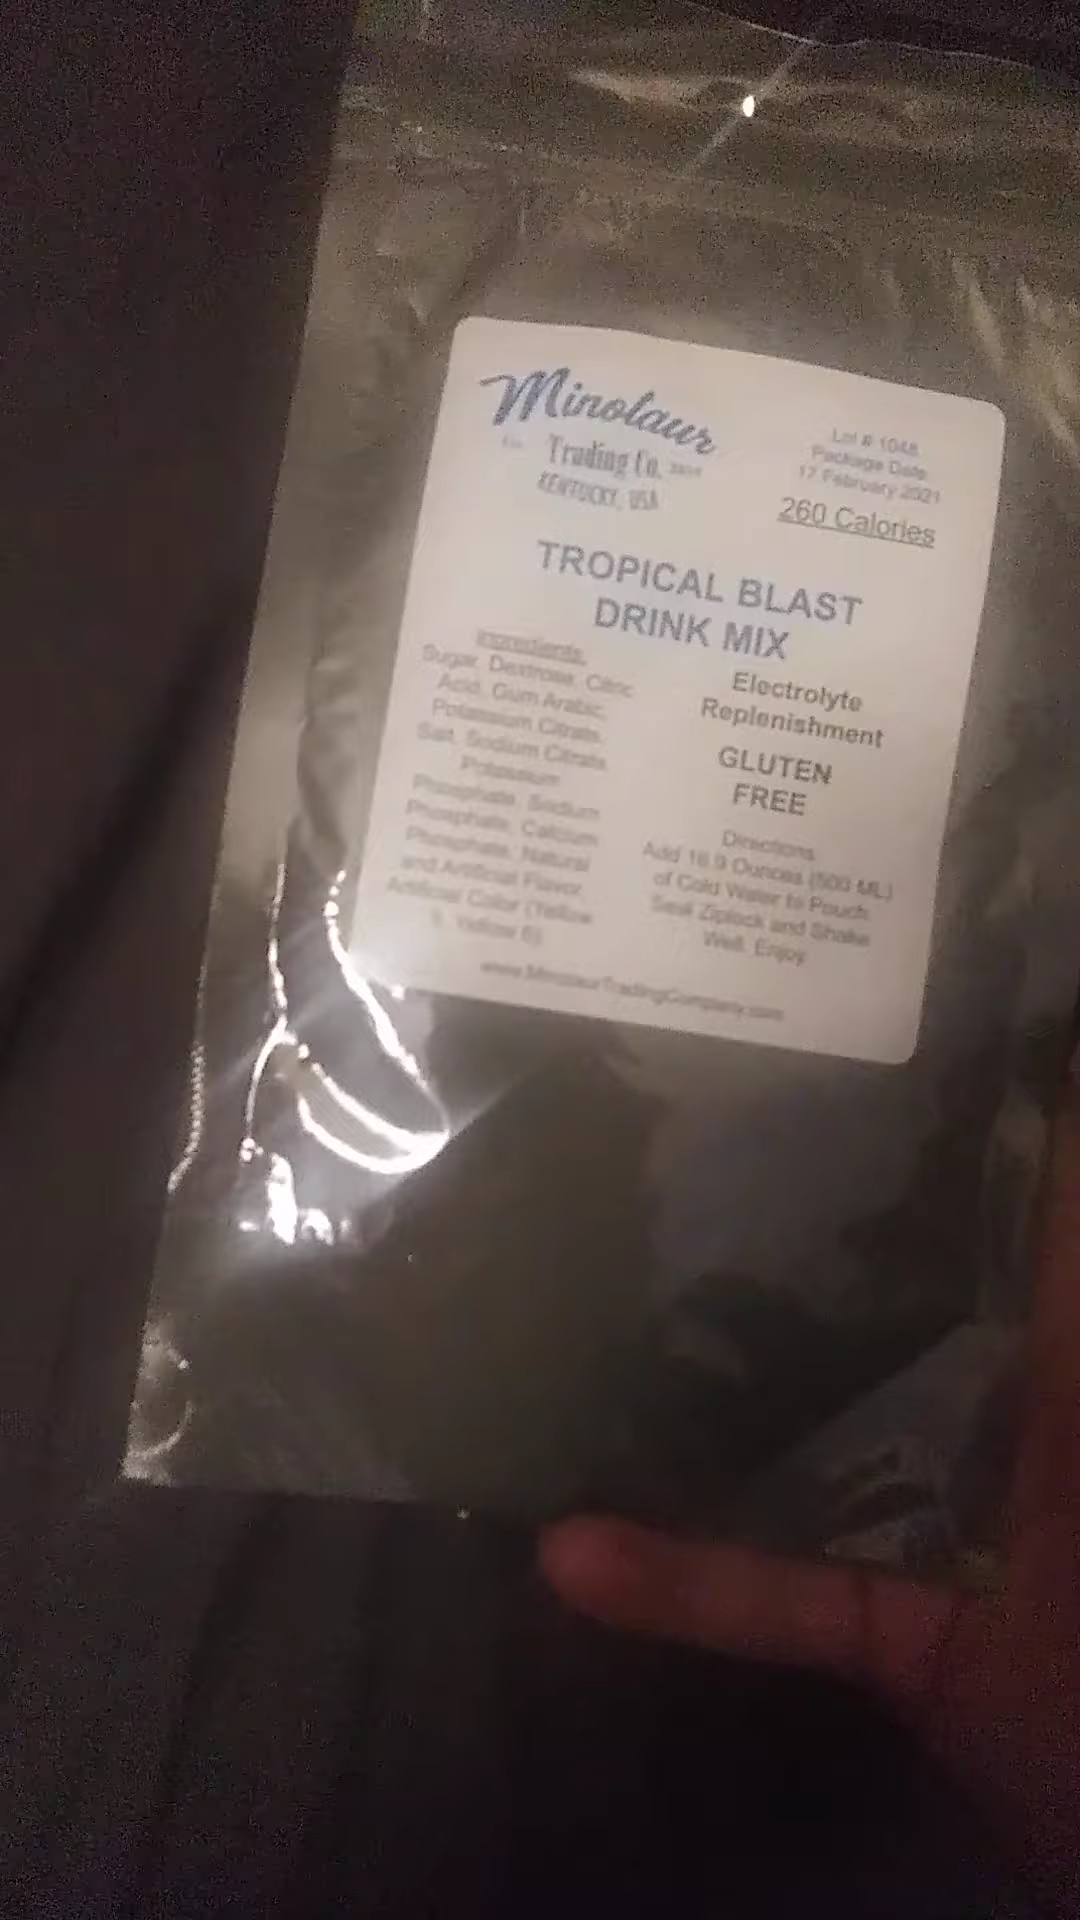 Minotaur
Trading Co.
KENTUCKY, USA
Lot # 1048
Package Date
17 February 2021
260 Calories
TROPICAL BLAST
DRINK MIX
Ingredients:
Sugar, Dextrose, Citric
Acid, Gum Arabic,
Potassium Citrate,
Salt, Sodium Citrate,
Potassium
Phosphate, Sodium
Phosphate, Calcium
Phosphate, Natural
and Artificial Flavor,
Artificial Color (Yellow
Yellow 6)
Electrolyte
Replenishment
GLUTEN
FREE
Directions
Add 16.9 Ounces (500 ML)
of Cold Water to Pouch.
Seal Ziplock and Shake
Well. Enjoy
www.MinotaurTradingCompany.com